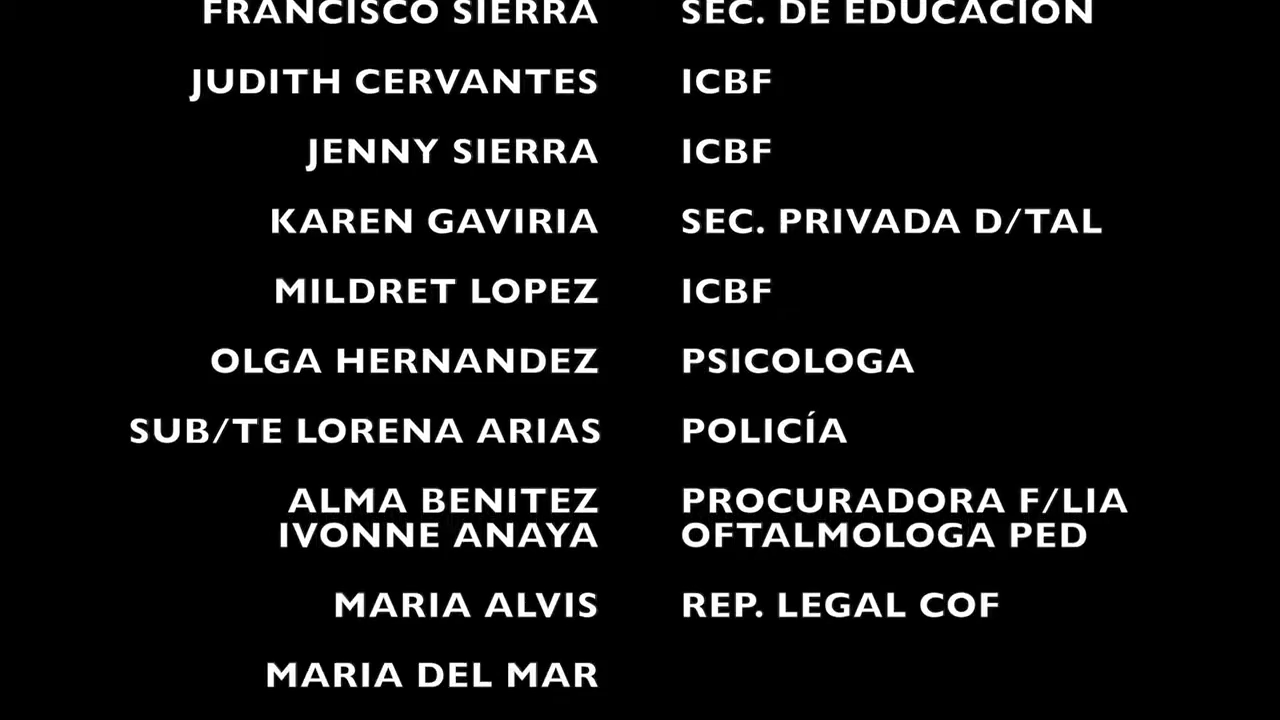 FRANCISCO SIERRA SEC. DE EDUCACIÓN
JUDITH CERVANTES ICBF
JENNY SIERRA ICBF
KAREN GAVIRIA SEC. PRIVADA D/TAL
MILDRET LOPEZ ICBF
OLGA HERNANDEZ PSICOLOGA
SUB/TE LORENA ARIAS POLICÍA
ALMA BENITEZ PROCURADORA F/LIA
IVONNE ANAYA OFTALMOLOGA PED
MARIA ALVIS REP. LEGAL COF
MARIA DEL MAR